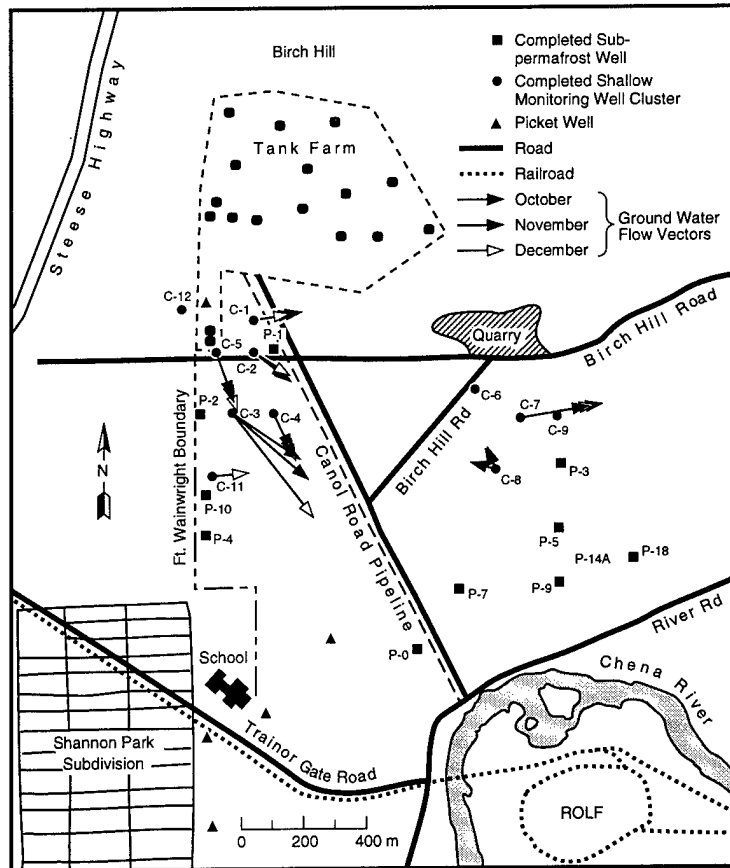 Birch Hill
Completed Sub-
permafrost Well
Completed Shallow
Monitoring Well Cluster
Picket Well
Road
Railroad
October
November
December
Ground Water
Flow Vectors
Steese Highway
Tank Farm
C-12
C-1
P-1
C-5
C-2
Quarry
Birch Hill Road
P-2
C-3
C-4
C-6
C-7
C-9
Birch Hill Rd
C-8
P-3
N
Ft. Wainwright Boundary
Canol Road Pipeline
C-11
P-10
P-4
P-5
P-14A
P-18
P-7
P-9
P-0
River Rd
School
Chena River
Trainor Gate Road
Shannon Park
Subdivision
ROLF
0 200 400 m